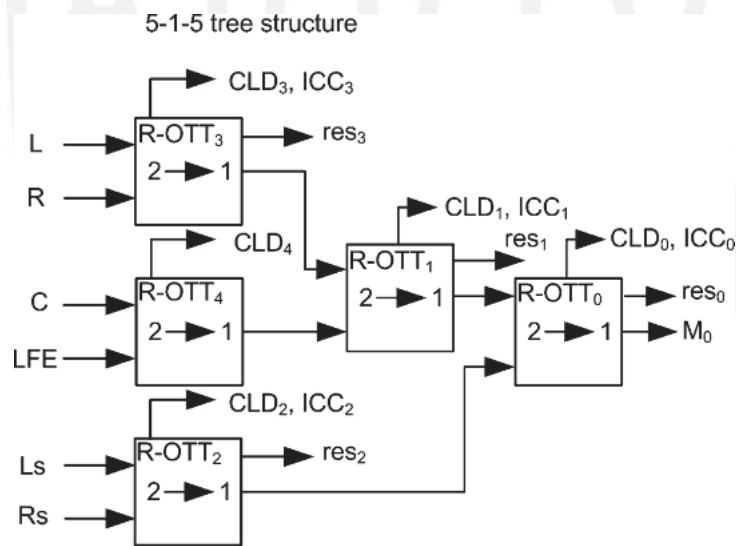 5-1-5 tree structure
CLD₃, ICC₃
R-OTT₃
res₃
L
2 1
R
CLD₄
CLD₁, ICC₁
res₁
CLD₀, ICC₀
R-OTT₁
R-OTT₄
R-OTT₀
res₀
C
2 1
2 1
2 1
M₀
LFE
CLD₂, ICC₂
R-OTT₂
res₂
Ls
2 1
Rs